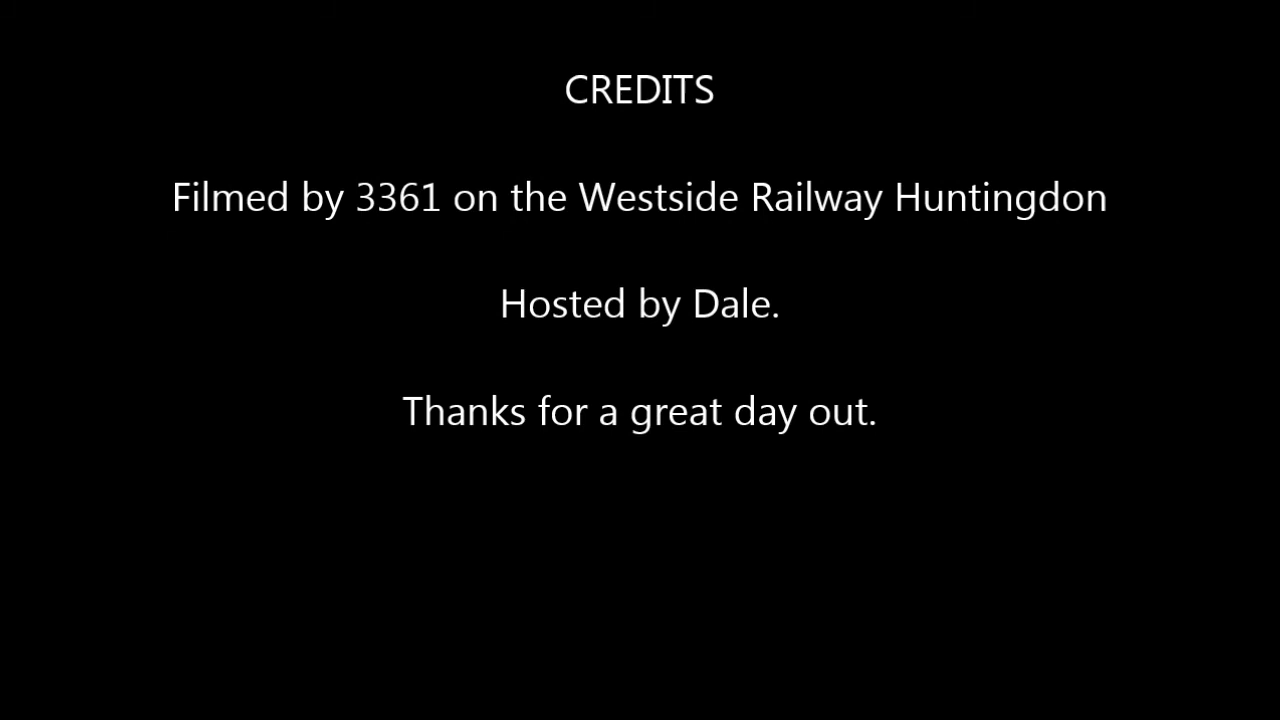 CREDITS
Filmed by 3361 on the Westside Railway Huntingdon
Hosted by Dale.
Thanks for a great day out.